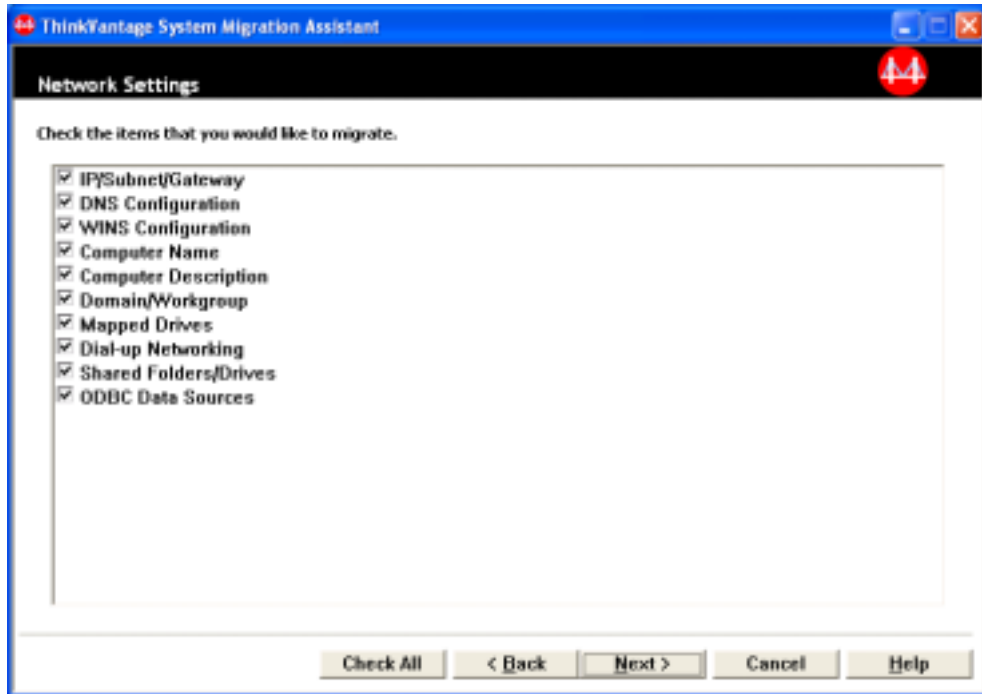 ThinkVantage System Migration Assistant
Network Settings
Check the items that you would like to migrate.
IP/Subnet/Gateway
DNS Configuration
WINS Configuration
Computer Name
Computer Description
Domain/Workgroup
Mapped Drives
Dial-up Networking
Shared Folders/Drives
ODBC Data Sources
Check All < Back Next > Cancel Help